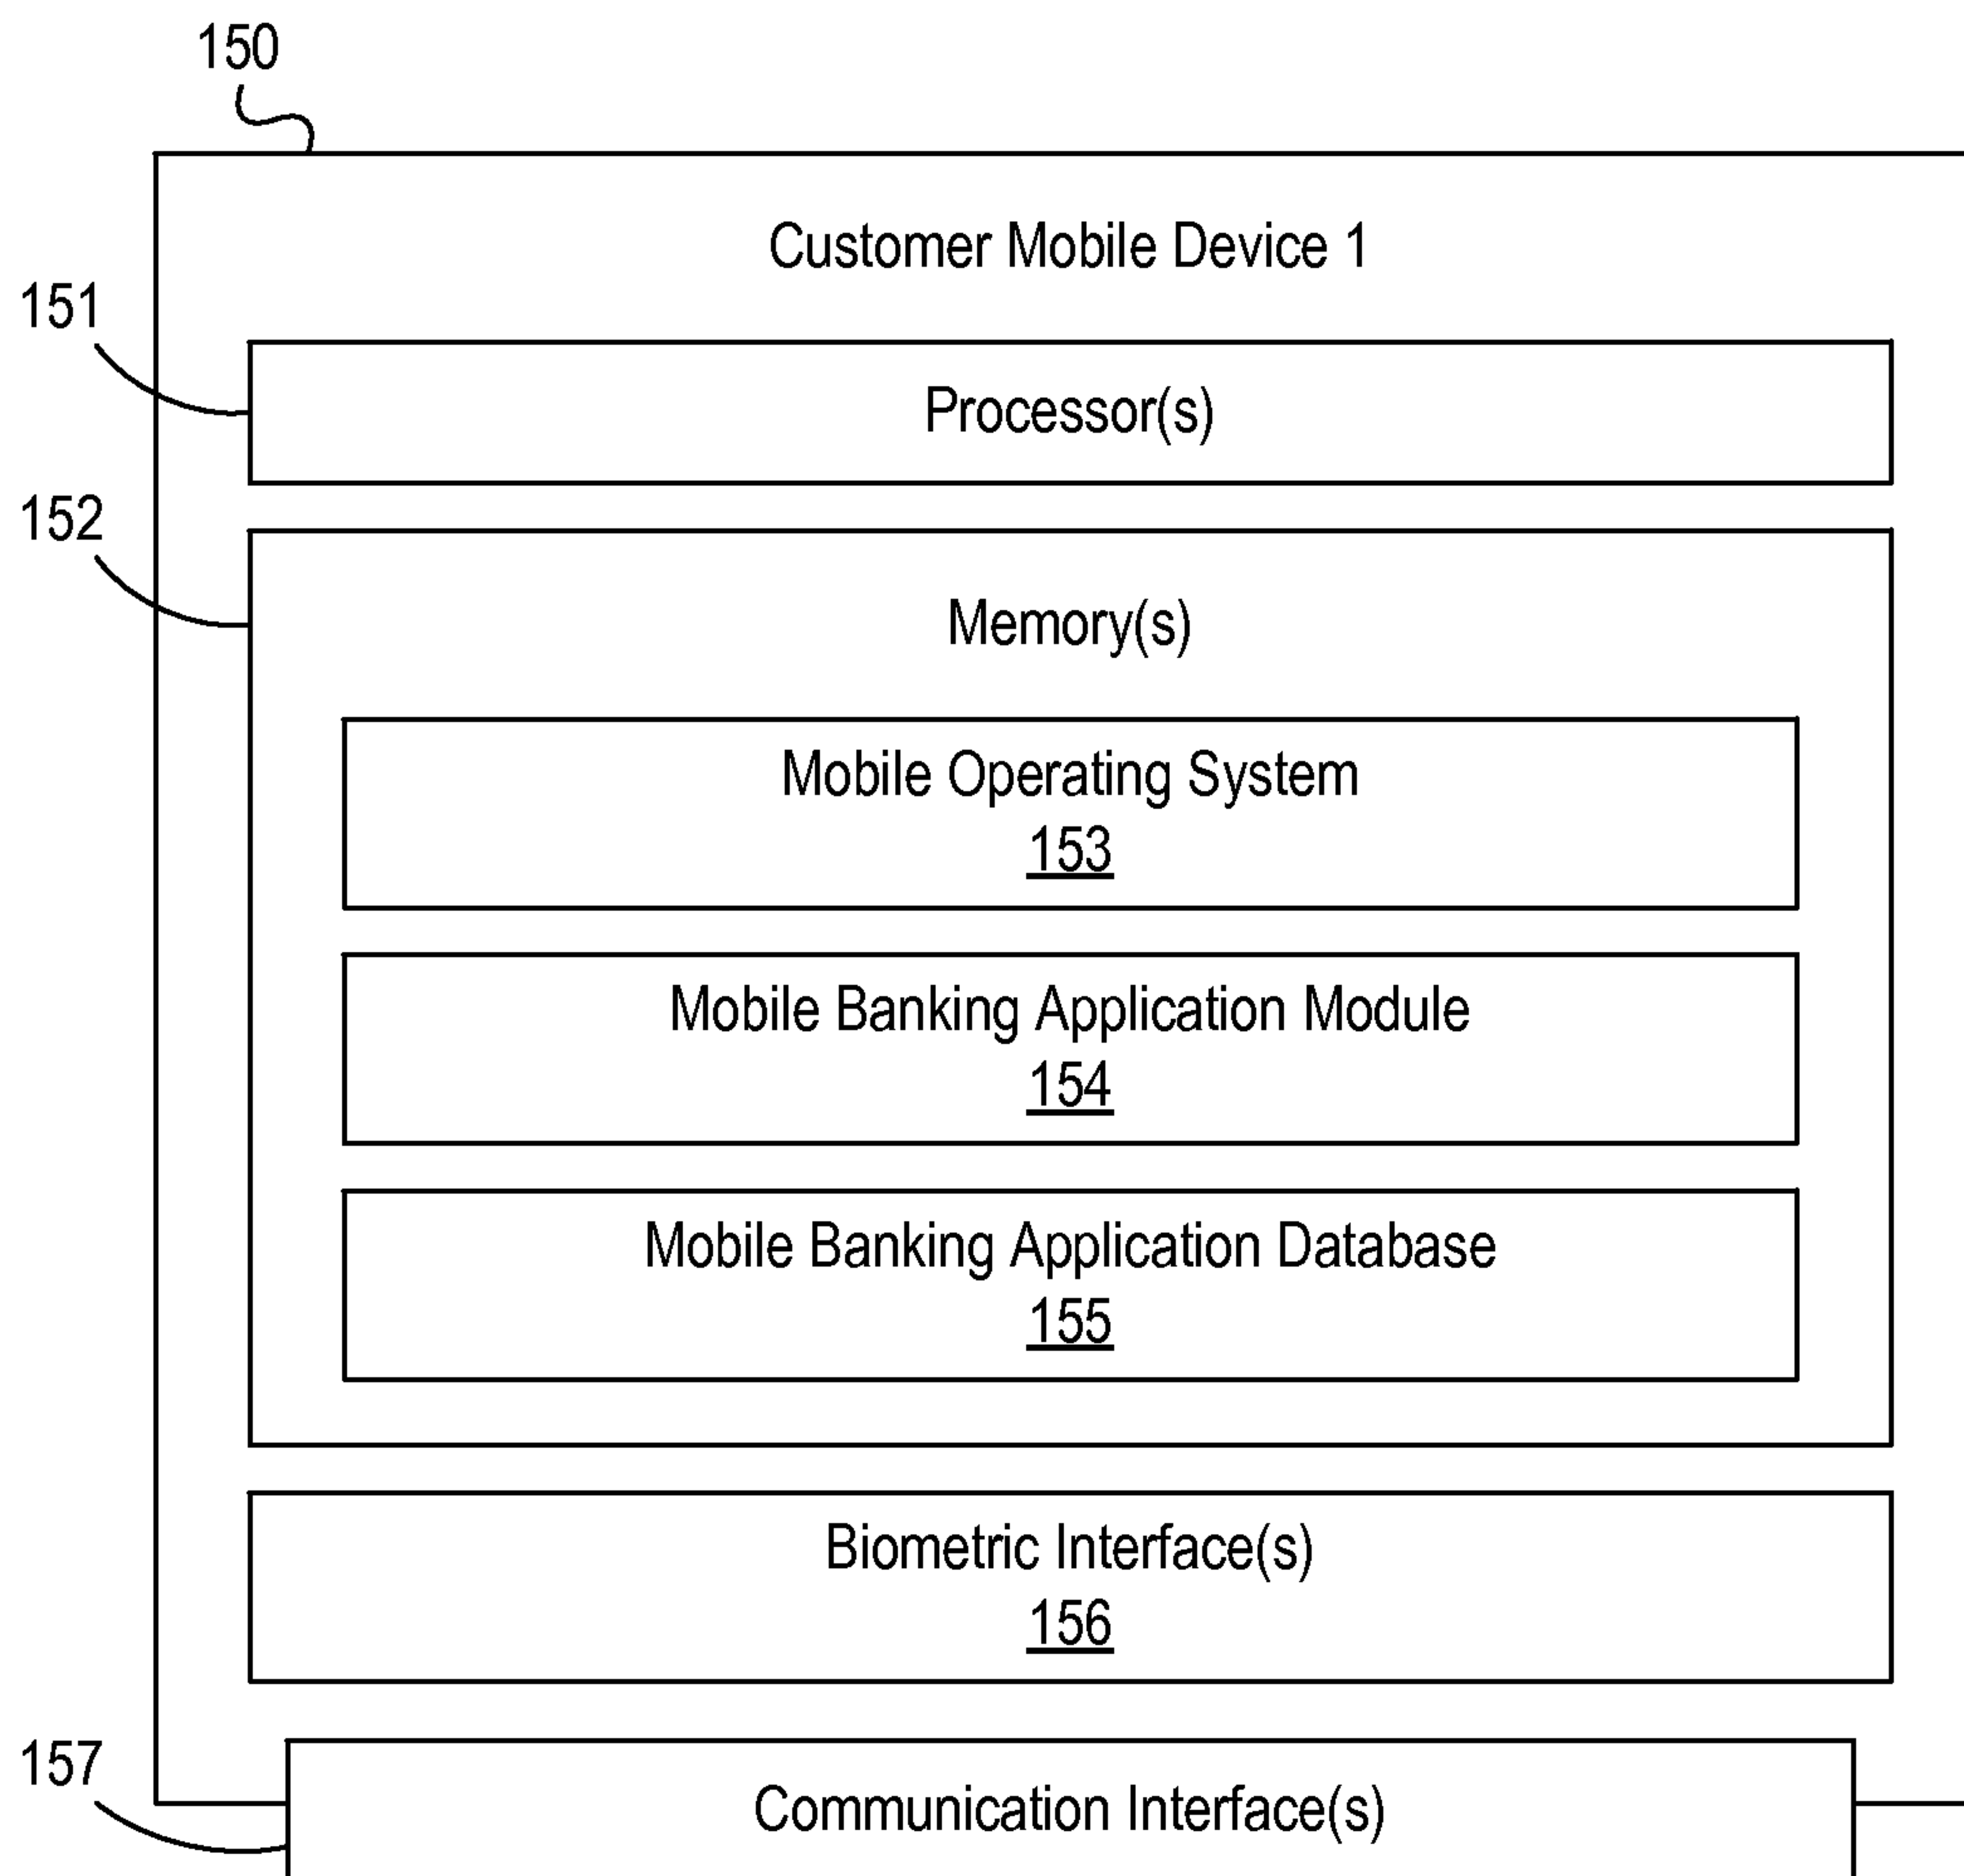 150
Customer Mobile Device 1
151
Processor(s)
152
Memory(s)
Mobile Operating System
153
Mobile Banking Application Module
154
Mobile Banking Application Database
155
Biometric Interface(s)
156
157
Communication Interface(s)